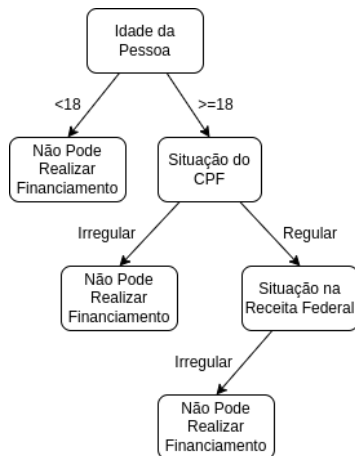 Idade da
Pessoa
<18
>=18
Não Pode
Realizar
Financiamento
Situação do
CPF
Irregular
Regular
Não Pode
Realizar
Financiamento
Situação na
Receita Federal
Irregular
Não Pode
Realizar
Financiamento